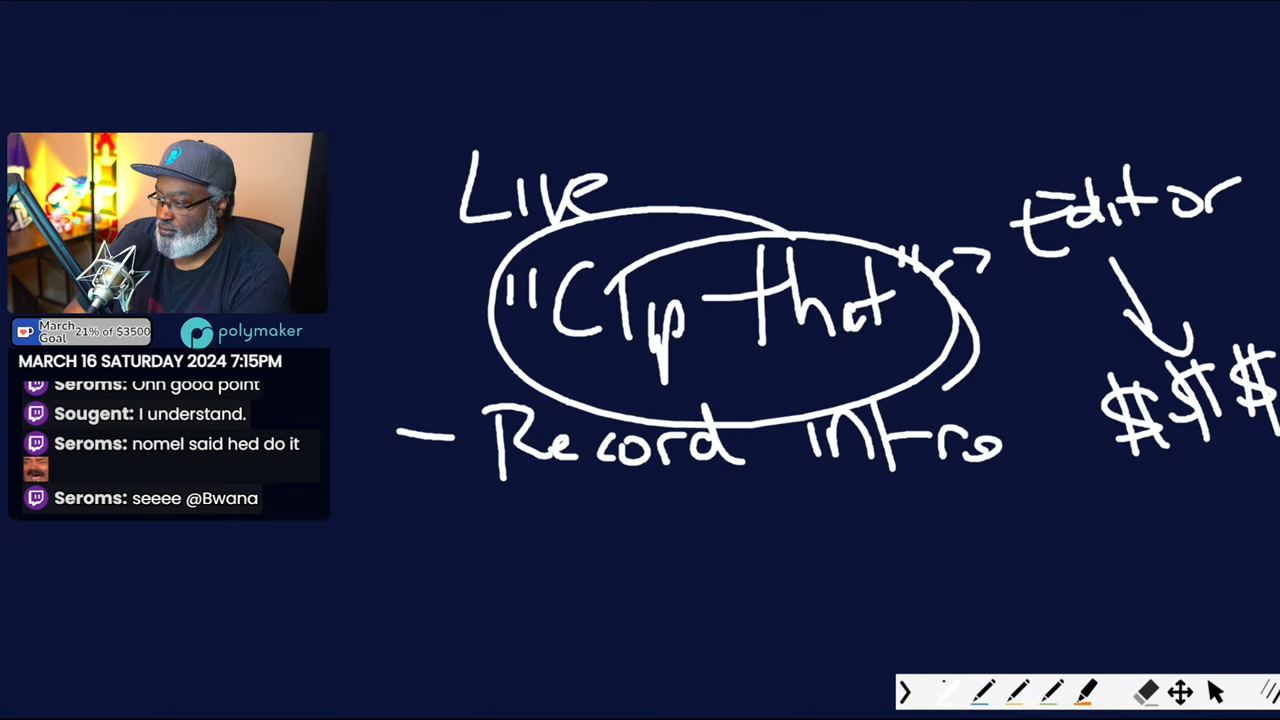 Live
"Clip that"
Editor
- Record intro
$$$
March
Goal
21% of $3500
polymaker
MARCH 16 SATURDAY 2024 7:15PM
Seroms: Ohh good point
Sougent: I understand.
Seroms: nomel said hed do it
Seroms: seeee @Bwana